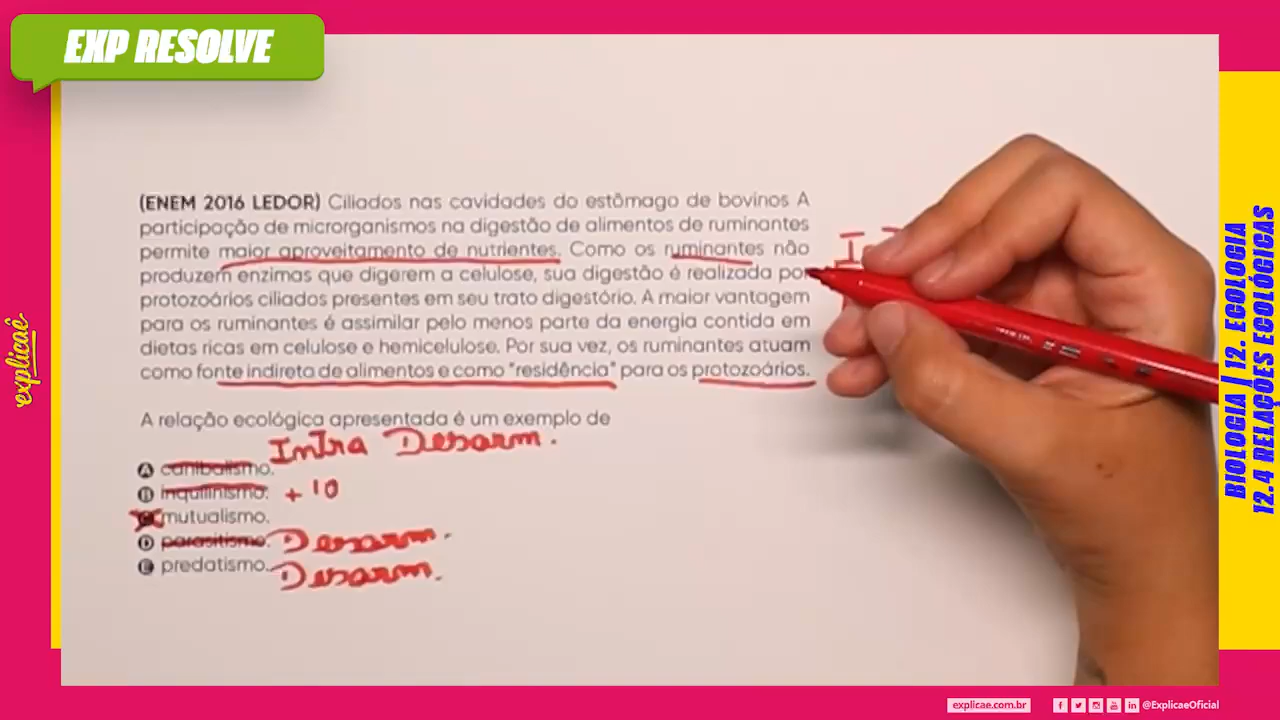 EXP RESOLVE
(ENEM 2016 LEDOR) Ciliados nas cavidades do estômago de bovinos A
participação de microrganismos na digestão de alimentos de ruminantes
permite maior aproveitamento de nutrientes. Como os ruminantes não
produzem enzimas que digerem a celulose, sua digestão é realizada por
protozoários ciliados presentes em seu trato digestório. A maior vantagem
para os ruminantes é assimilar pelo menos parte da energia contida em
dietas ricas em celulose e hemicelulose. Por sua vez, os ruminantes atuam
como fonte indireta de alimentos e como "residência" para os protozoários.
A relação ecológica apresentada é um exemplo de
Intra Desarm.
A canibalismo.
B inquilinismo. + 10
C mutualismo.
D parasitismo. Desarm.
E predatismo. Desarm.
explicaê
BIOLOGIA | 12. ECOLOGIA
12.4 RELAÇÕES ECOLÓGICAS
explicae.com.br @ExplicaeOficial